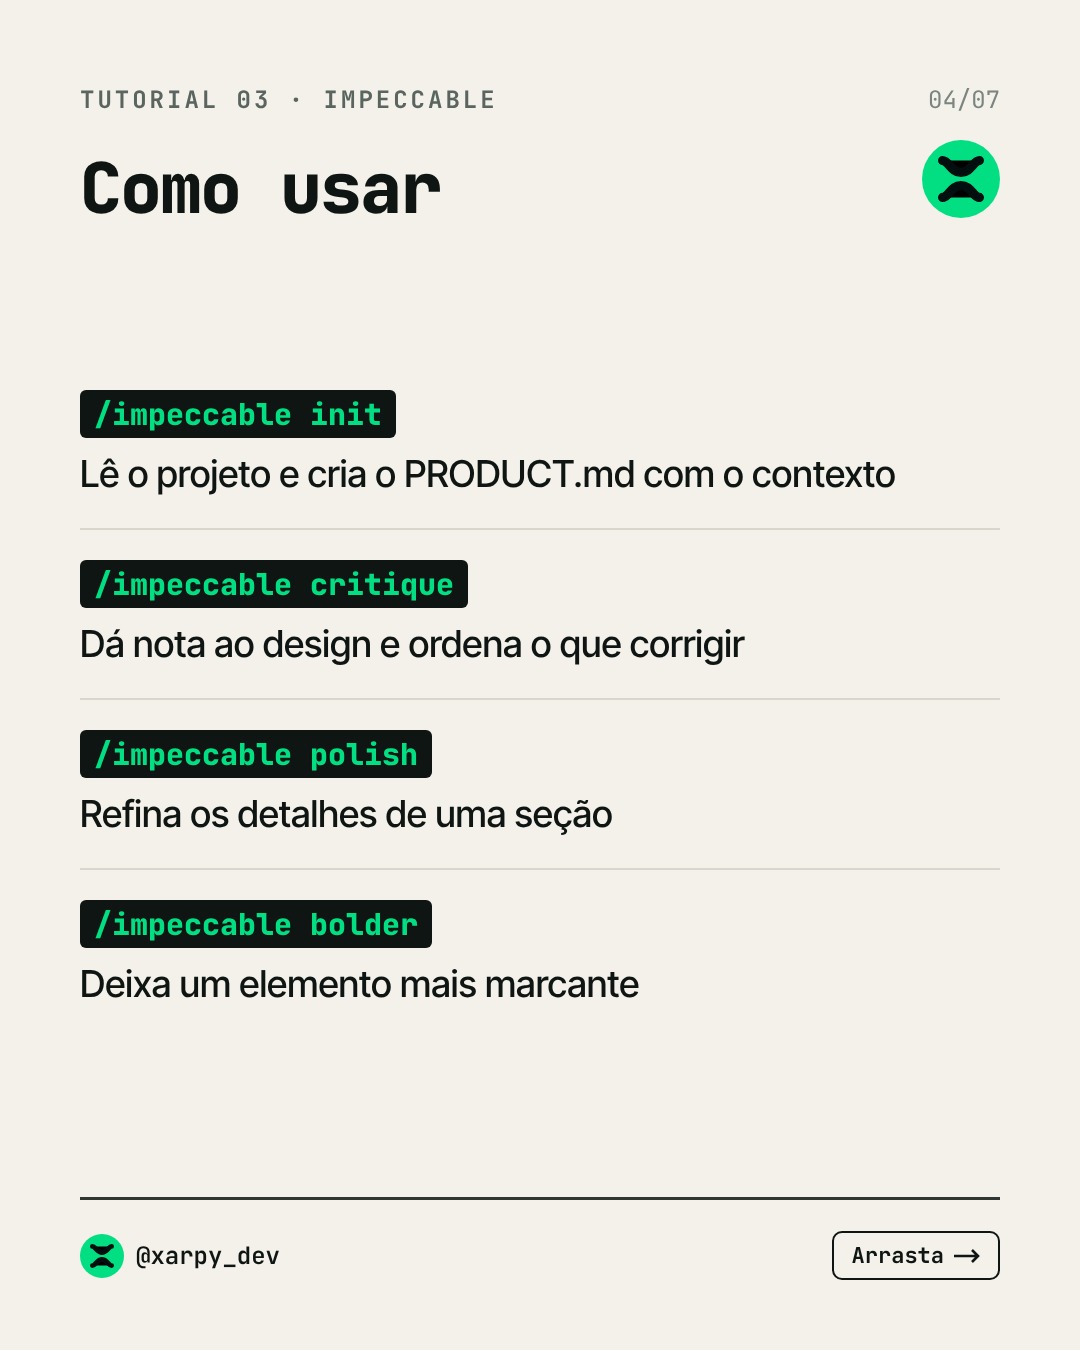 TUTORIAL 03 · IMPECCABLE
04/07
Como usar
/impeccable init
Lê o projeto e cria o PRODUCT.md com o contexto
/impeccable critique
Dá nota ao design e ordena o que corrigir
/impeccable polish
Refina os detalhes de uma seção
/impeccable bolder
Deixa um elemento mais marcante
@xarpy_dev
Arrasta →